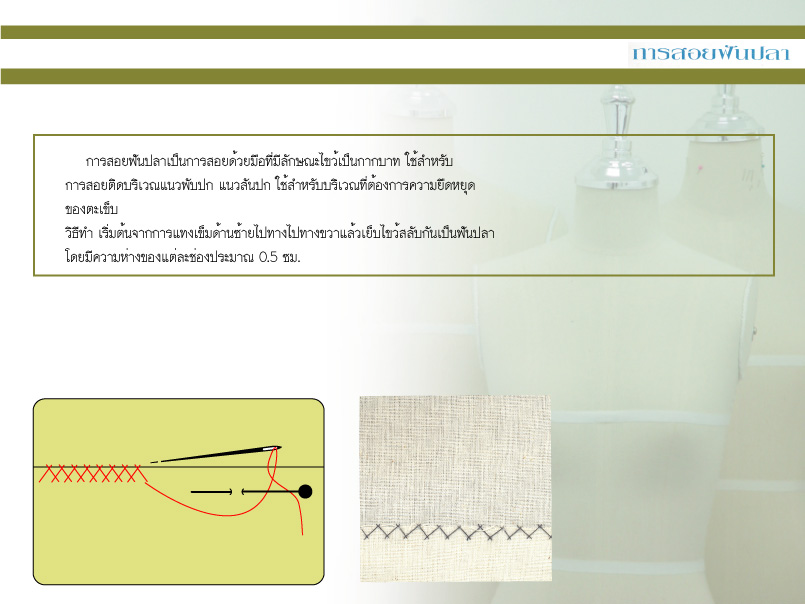 การสอยฟันปลา
การสอยฟันปลาเป็นการสอยด้วยมือที่มีลักษณะไขว้เป็นกากบาท ใช้สำหรับ
การสอยติดบริเวณแนวพับปก แนวสันปก ใช้สำหรับบริเวณที่ต้องการความยืดหยุด
ของตะเข็บ
วิธีทำ เริ่มต้นจากการแทงเข็มด้านซ้ายไปทางไปทางขวาแล้วเย็บไขว้สลับกันเป็นฟันปลา
โดยมีความห่างของแต่ละช่องประมาณ 0.5 ซม.